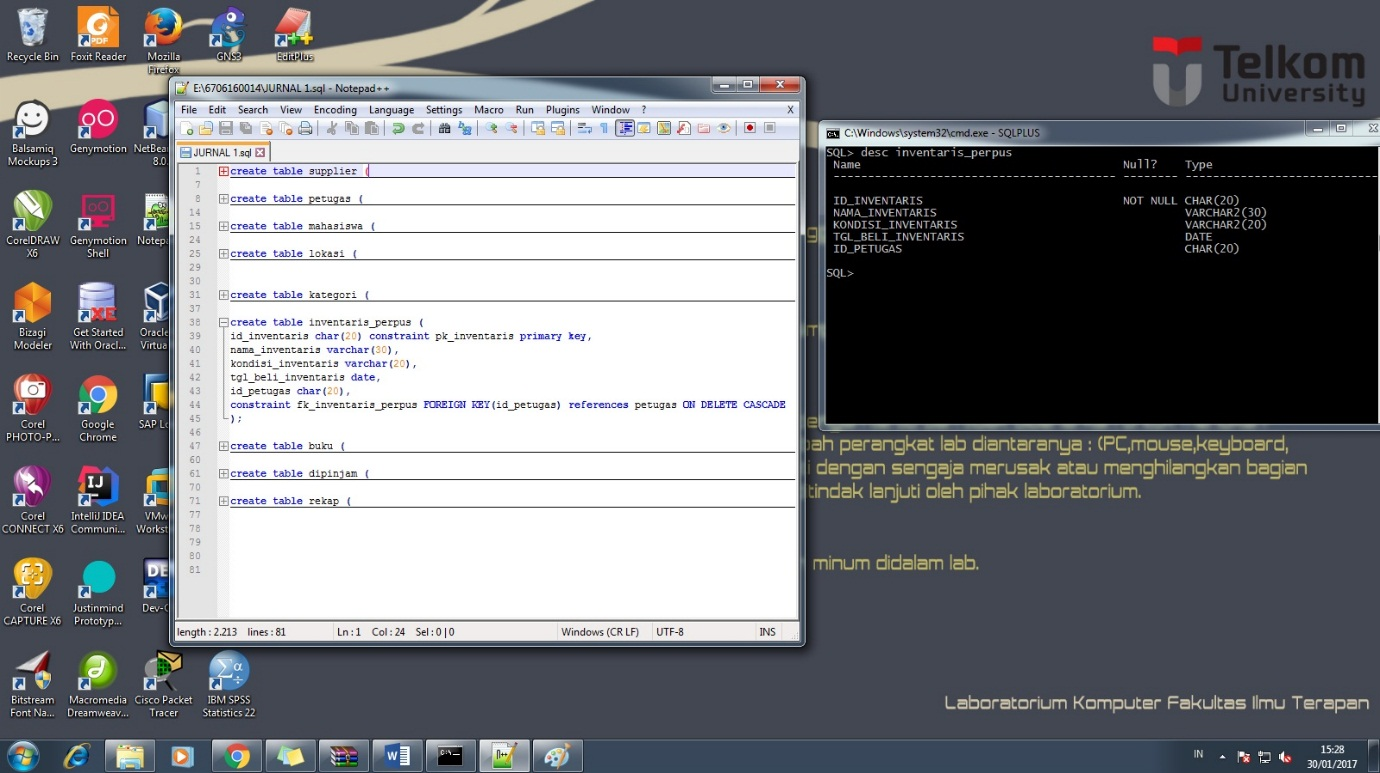 Recycle Bin
Foxit Reader
Mozilla
Firefox
GNS3
EditPlus
Balsamiq
Mockups 3
Genymotion
NetBea
8.0
CorelDRAW
X6
Genymotion
Shell
Notep
Bizagi
Modeler
Get Started
With Oracl...
Oracle
Virtua
Corel
PHOTO-P...
Google
Chrome
SAP Lo
Corel
CONNECT X6
IntelliJ IDEA
Communi...
VMw
Workst
Corel
CAPTURE X6
Justinmind
Prototyp...
Dev-C
Bitstream
Font Na...
Macromedia
Dreamweav...
Cisco Packet
Tracer
IBM SPSS
Statistics 22
Telkom
University
E:\6706160014\JURNAL 1.sql - Notepad++
File Edit Search View Encoding Language Settings Macro Run Plugins Window ? X
JURNAL 1.sql
1 create table supplier (
7
8 create table petugas (
14
15 create table mahasiswa (
24
25 create table lokasi (
29
30
31 create table kategori (
37
38 create table inventaris_perpus (
39 id_inventaris char(20) constraint pk_inventaris primary key,
40 nama_inventaris varchar(30),
41 kondisi_inventaris varchar(20),
42 tgl_beli_inventaris date,
43 id_petugas char(20),
44 constraint fk_inventaris_perpus FOREIGN KEY(id_petugas) references petugas ON DELETE CASCADE
45 );
46
47 create table buku (
60
61 create table dipinjam (
70
71 create table rekap (
77
78
79
80
81
length : 2.213 lines : 81 Ln : 1 Col : 24 Sel : 0 | 0 Windows (CR LF) UTF-8 INS
C:\Windows\system32\cmd.exe - SQLPLUS
SQL> desc inventaris_perpus
Name Null? Type
ID_INVENTARIS NOT NULL CHAR(20)
NAMA_INVENTARIS VARCHAR2(30)
KONDISI_INVENTARIS VARCHAR2(20)
TGL_BELI_INVENTARIS DATE
ID_PETUGAS CHAR(20)
SQL>
ah perangkat lab diantaranya : (PC,mouse,keyboard,
i dengan sengaja merusak atau menghilangkan bagian
tindak lanjuti oleh pihak laboratorium.
minum didalam lab.
Laboratorium Komputer Fakultas Ilmu Terapan
IN
15:28
30/01/2017